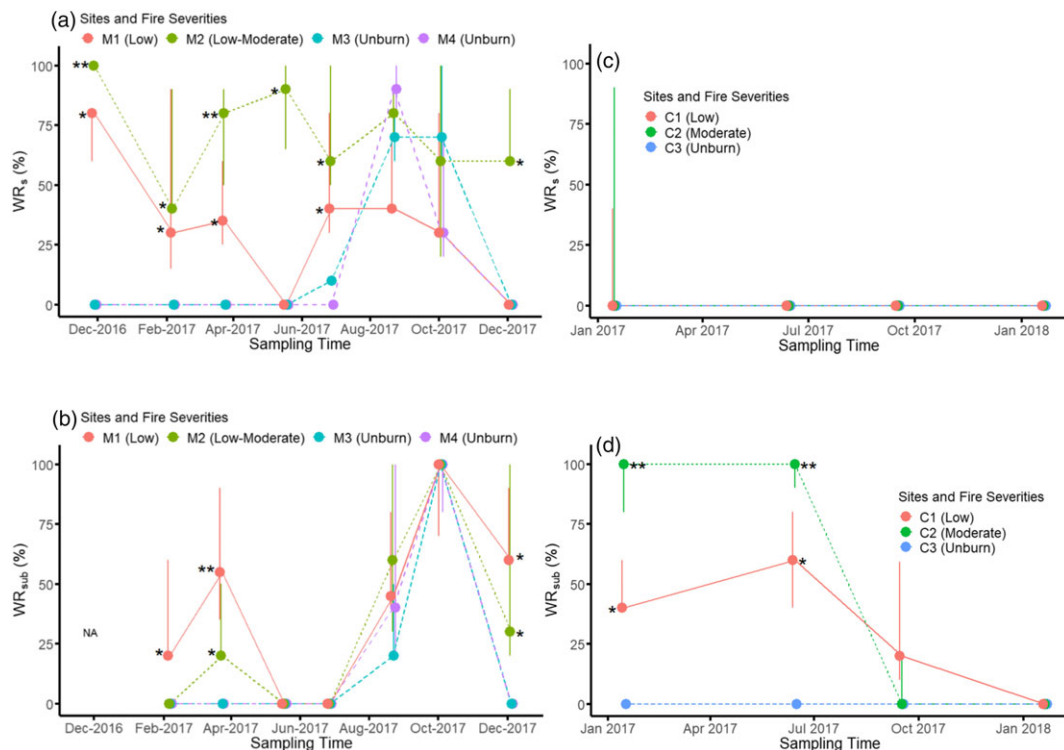 (a) Sites and Fire Severities
M1 (Low) M2 (Low-Moderate) M3 (Unburn) M4 (Unburn)
WRs (%)
100
75
50
25
0
**
*
*
*
**
*
*
*
*
*
Dec-2016 Feb-2017 Apr-2017 Jun-2017 Aug-2017 Oct-2017 Dec-2017
Sampling Time
(c)
Sites and Fire Severities
C1 (Low)
C2 (Moderate)
C3 (Unburn)
WRs (%)
100
75
50
25
0
Jan 2017 Apr 2017 Jul 2017 Oct 2017 Jan 2018
Sampling Time
(b) Sites and Fire Severities
M1 (Low) M2 (Low-Moderate) M3 (Unburn) M4 (Unburn)
WRsub (%)
100
75
50
25
0
NA
*
**
*
*
*
Dec-2016 Feb-2017 Apr-2017 Jun-2017 Aug-2017 Oct-2017 Dec-2017
Sampling Time
(d)
Sites and Fire Severities
C1 (Low)
C2 (Moderate)
C3 (Unburn)
WRsub (%)
100
75
50
25
0
**
**
*
*
Jan 2017 Apr 2017 Jul 2017 Oct 2017 Jan 2018
Sampling Time